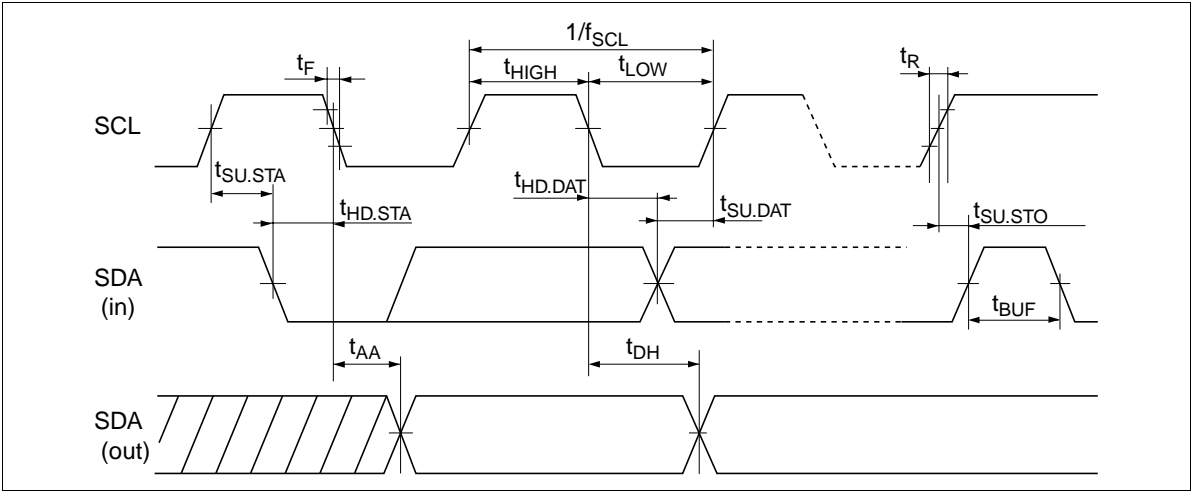 1/fSCL
tF
tHIGH
tLOW
tR
SCL
tSU.STA
tHD.DAT
tHD.STA
tSU.DAT
tSU.STO
SDA
(in)
tBUF
tAA
tDH
SDA
(out)